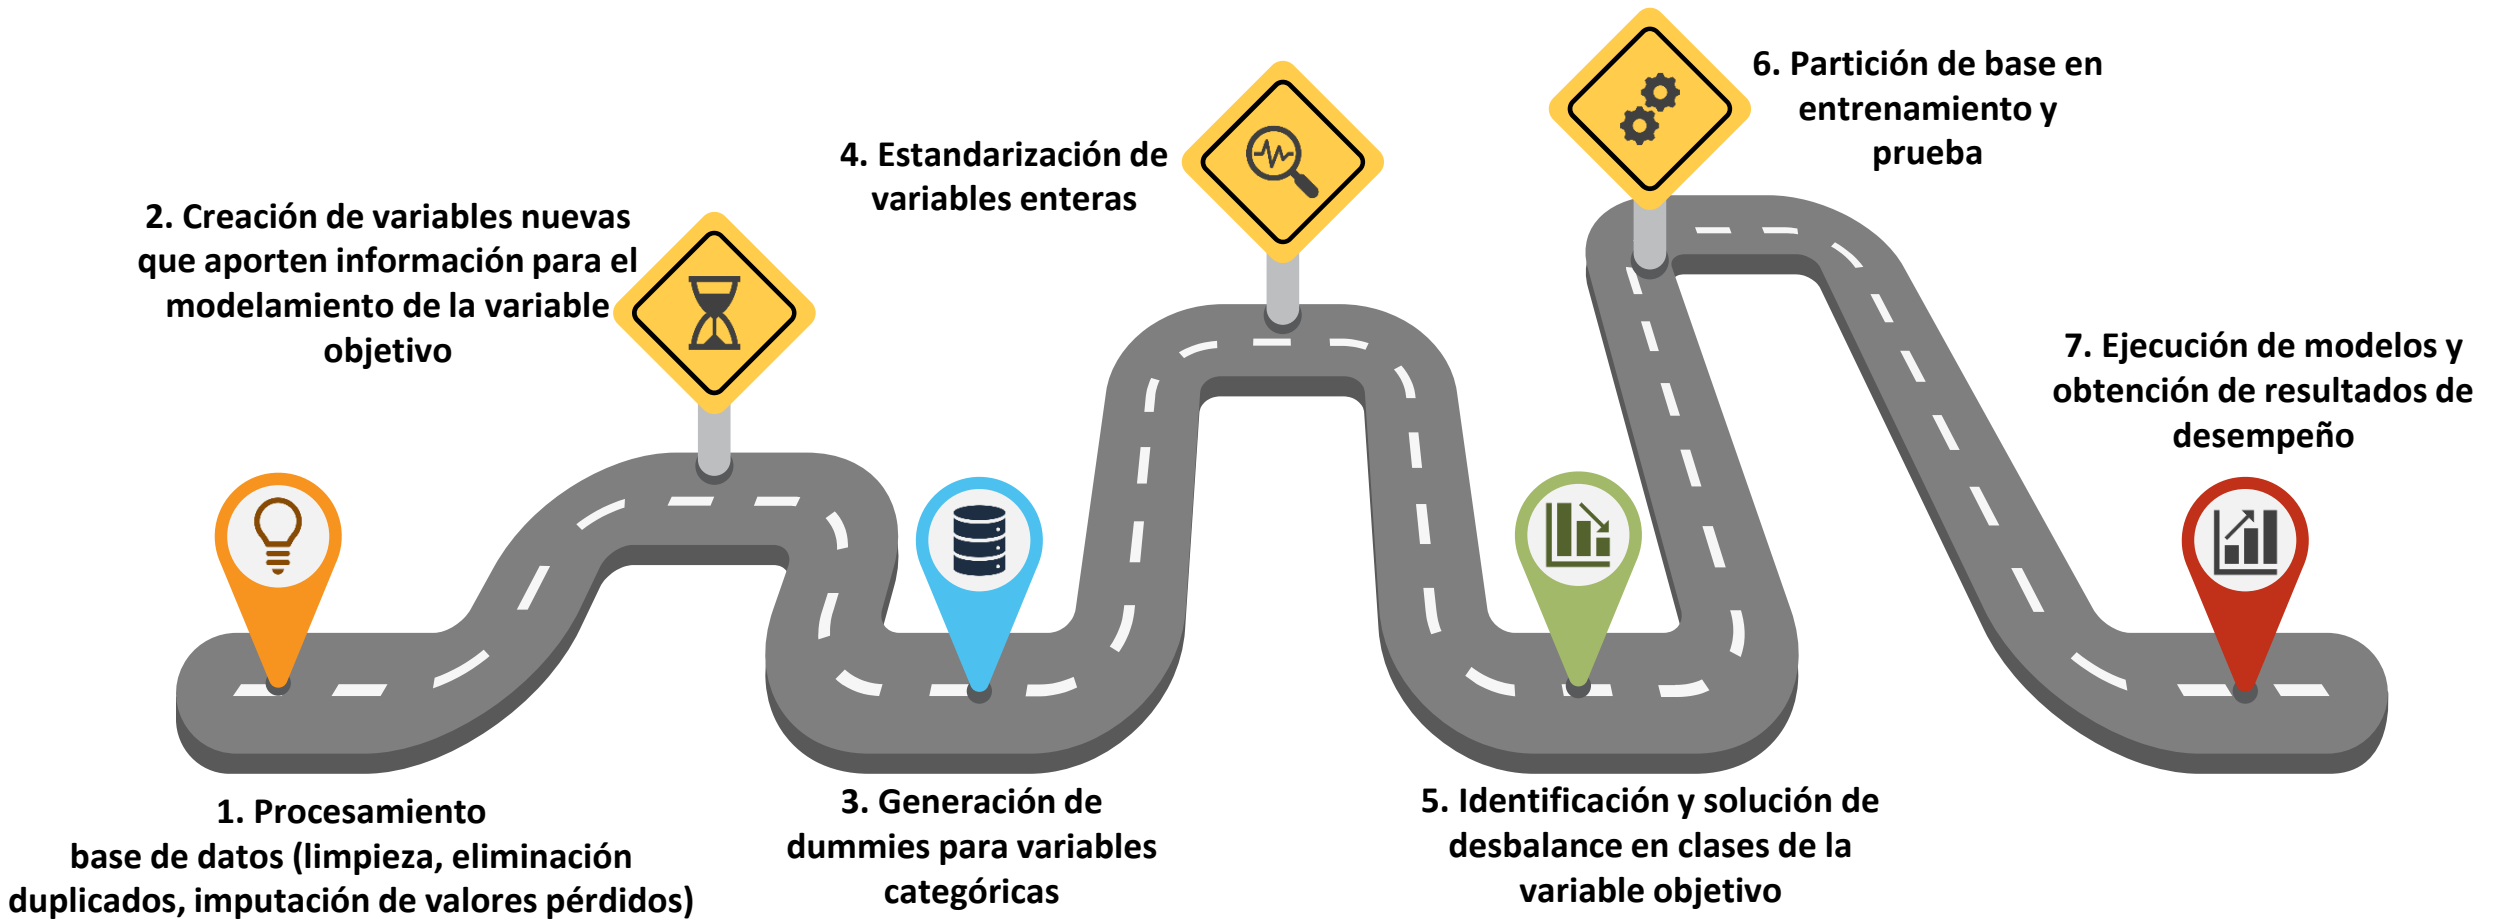 1. Procesamiento
base de datos (limpieza, eliminación
duplicados, imputación de valores pérdidos)
2. Creación de variables nuevas
que aporten información para el
modelamiento de la variable
objetivo
3. Generación de
dummies para variables
categóricas
4. Estandarización de
variables enteras
5. Identificación y solución de
desbalance en clases de la
variable objetivo
6. Partición de base en
entrenamiento y
prueba
7. Ejecución de modelos y
obtención de resultados de
desempeño